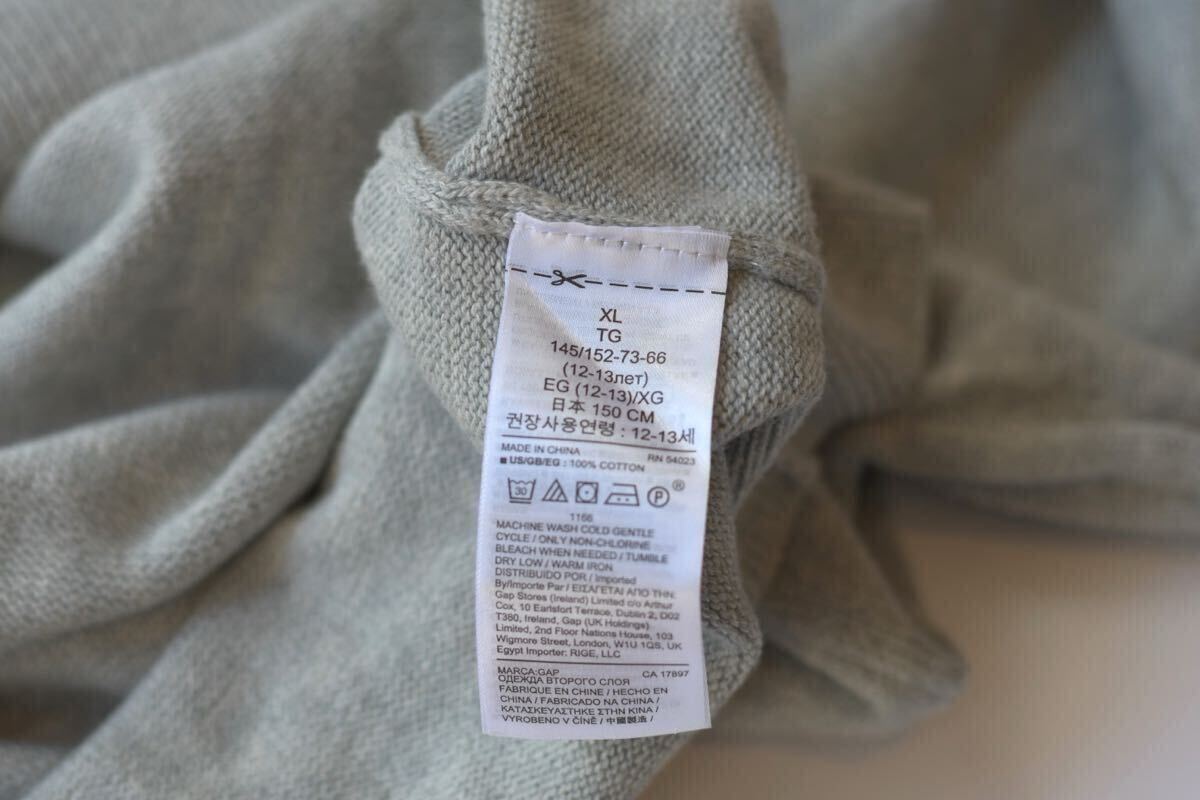 XL
TG
145/152-73-66
(12-13лет)
EG (12-13)/XG
日本 150 CM
권장사용연령 : 12-13세
MADE IN CHINA RN 54023
■ US/GB/EG : 100% COTTON
30 P ®
1166
MACHINE WASH COLD GENTLE
CYCLE / ONLY NON-CHLORINE
BLEACH WHEN NEEDED / TUMBLE
DRY LOW / WARM IRON
DISTRIBUIDO POR / Imported
By/Importe Par / ΕΙΣΑΓΕΤΑΙ ΑΠΟ ΤΗΝ:
Gap Stores (Ireland) Limited c/o Arthur
Cox, 10 Earlsfort Terrace, Dublin 2, D02
T380, Ireland, Gap (UK Holdings)
Limited, 2nd Floor Nations House, 103
Wigmore Street, London, W1U 1QS, UK
Egypt Importer: RIGE, LLC
MARCA:GAP CA 17897
ОДЕЖДА ВТОРОГО СЛОЯ
FABRIQUE EN CHINE / HECHO EN
CHINA / FABRICADO NA CHINA /
ΚΑΤΑΣΚΕΥΑΣΤΗΚΕ ΣΤΗΝ ΚΙΝΑ /
VYROBENO V ČÍNĚ / 中國製造 /